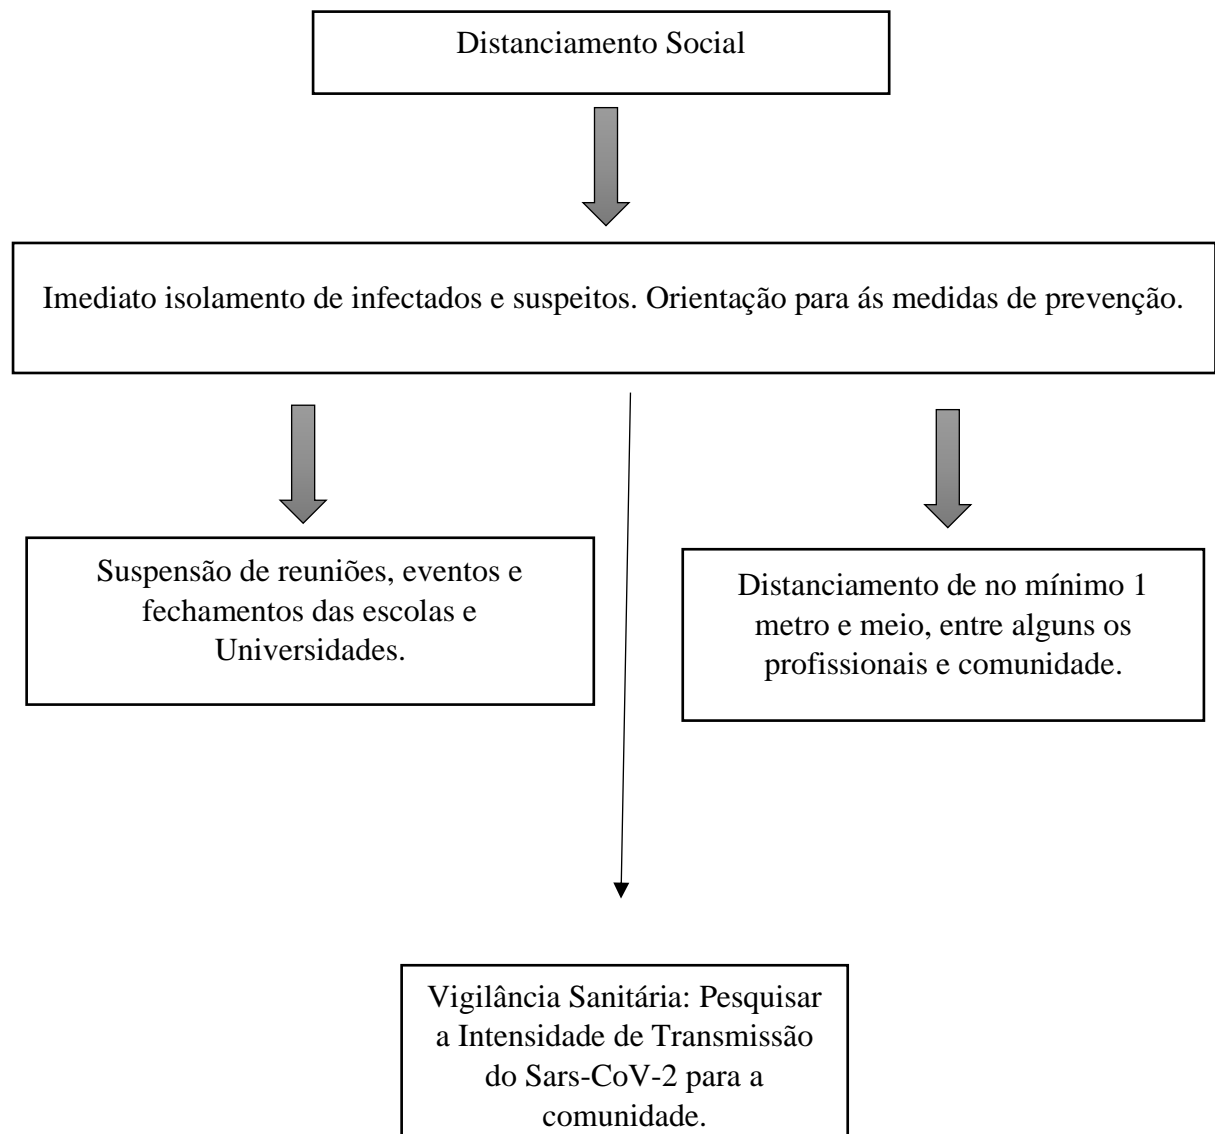 Distanciamento Social
Imediato isolamento de infectados e suspeitos. Orientação para ás medidas de prevenção.
Suspensão de reuniões, eventos e
fechamentos das escolas e
Universidades.
Distanciamento de no mínimo 1
metro e meio, entre alguns os
profissionais e comunidade.
Vigilância Sanitária: Pesquisar
a Intensidade de Transmissão
do Sars-CoV-2 para a
comunidade.